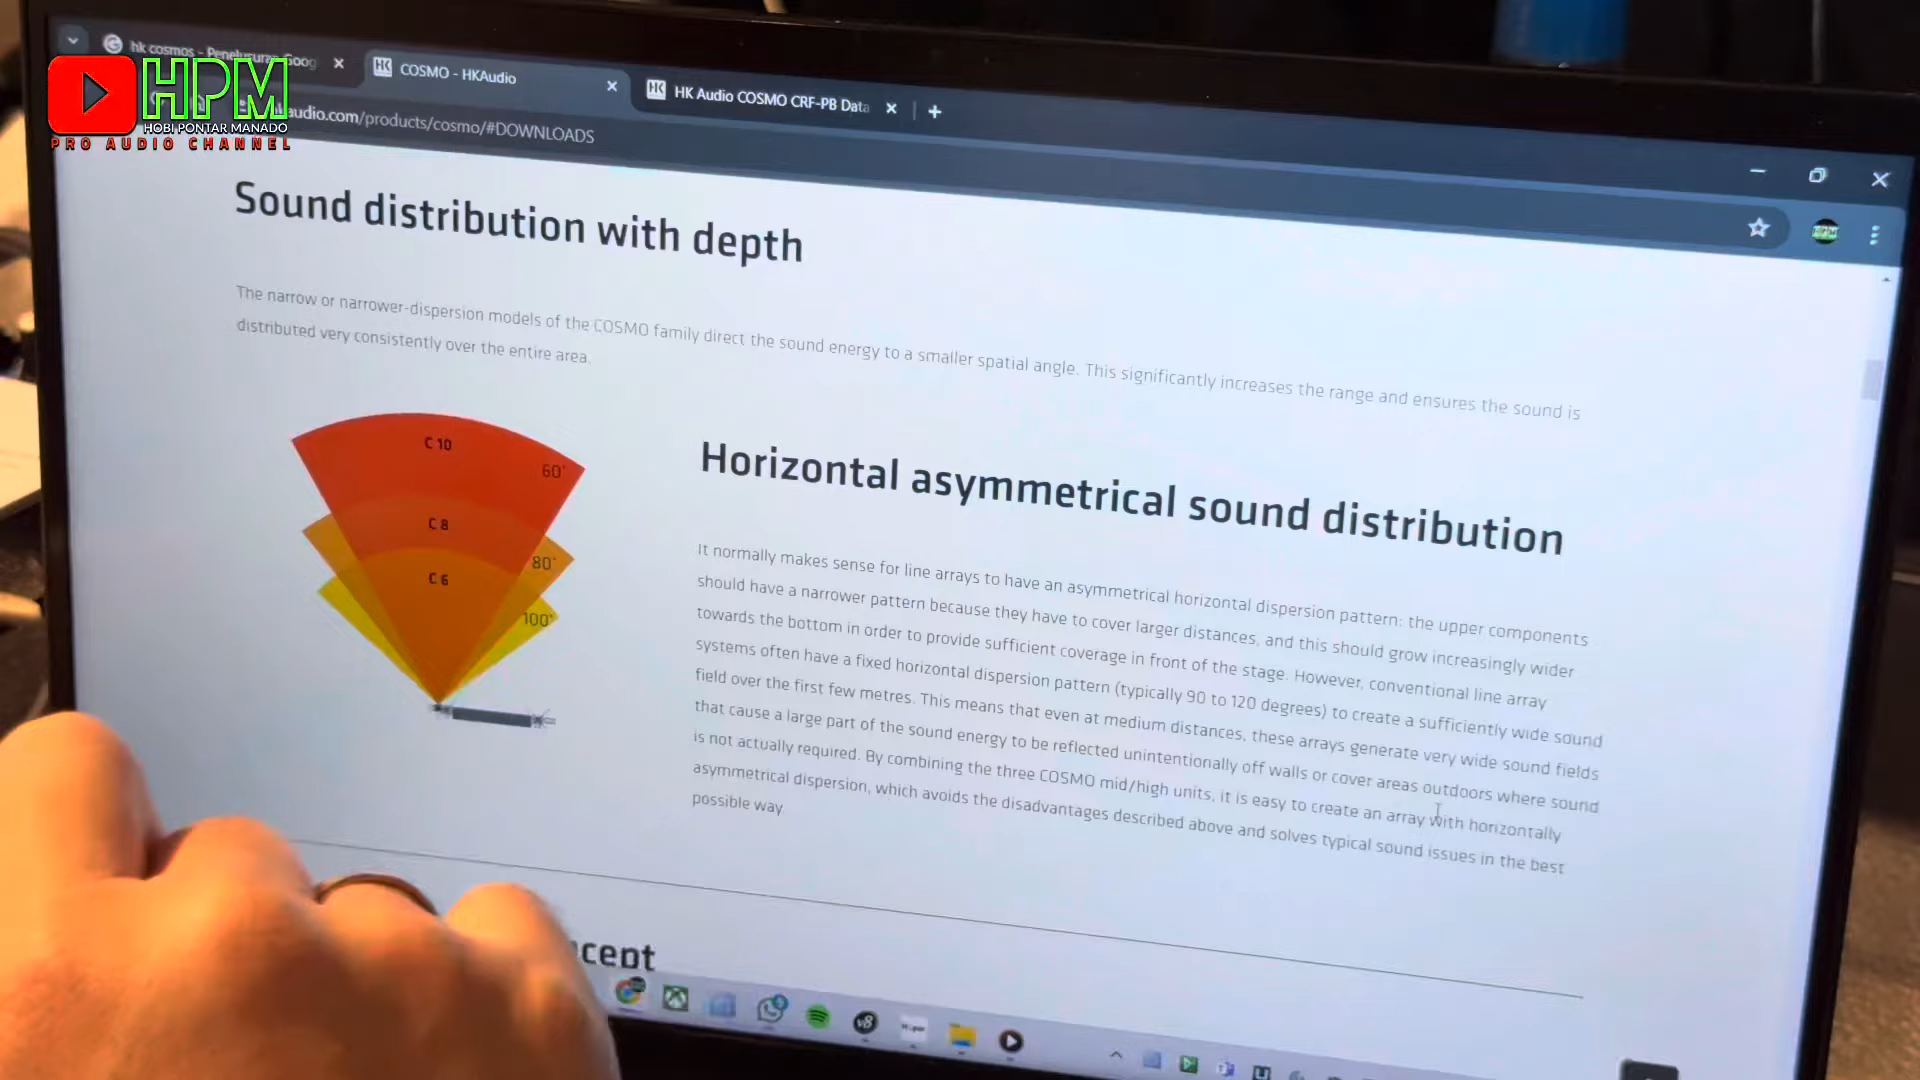 hk cosmos - Penelusuran Goog
COSMO - HKAudio
HK Audio COSMO CRF-PB Data
HPM
HOBI PONTAR MANADO
PRO AUDIO CHANNEL
audio.com/products/cosmo/#DOWNLOADS
Sound distribution with depth
The narrow or narrower-dispersion models of the COSMO family direct the sound energy to a smaller spatial angle. This significantly increases the range and ensures the sound is
distributed very consistently over the entire area.
C 10
60°
C 8
80°
C 6
100°
Horizontal asymmetrical sound distribution
It normally makes sense for line arrays to have an asymmetrical horizontal dispersion pattern: the upper components
should have a narrower pattern because they have to cover larger distances, and this should grow increasingly wider
towards the bottom in order to provide sufficient coverage in front of the stage. However, conventional line array
systems often have a fixed horizontal dispersion pattern (typically 90 to 120 degrees) to create a sufficiently wide sound
field over the first few metres. This means that even at medium distances, these arrays generate very wide sound fields
that cause a large part of the sound energy to be reflected unintentionally off walls or cover areas outdoors where sound
is not actually required. By combining the three COSMO mid/high units, it is easy to create an array with horizontally
asymmetrical dispersion, which avoids the disadvantages described above and solves typical sound issues in the best
possible way.
cept